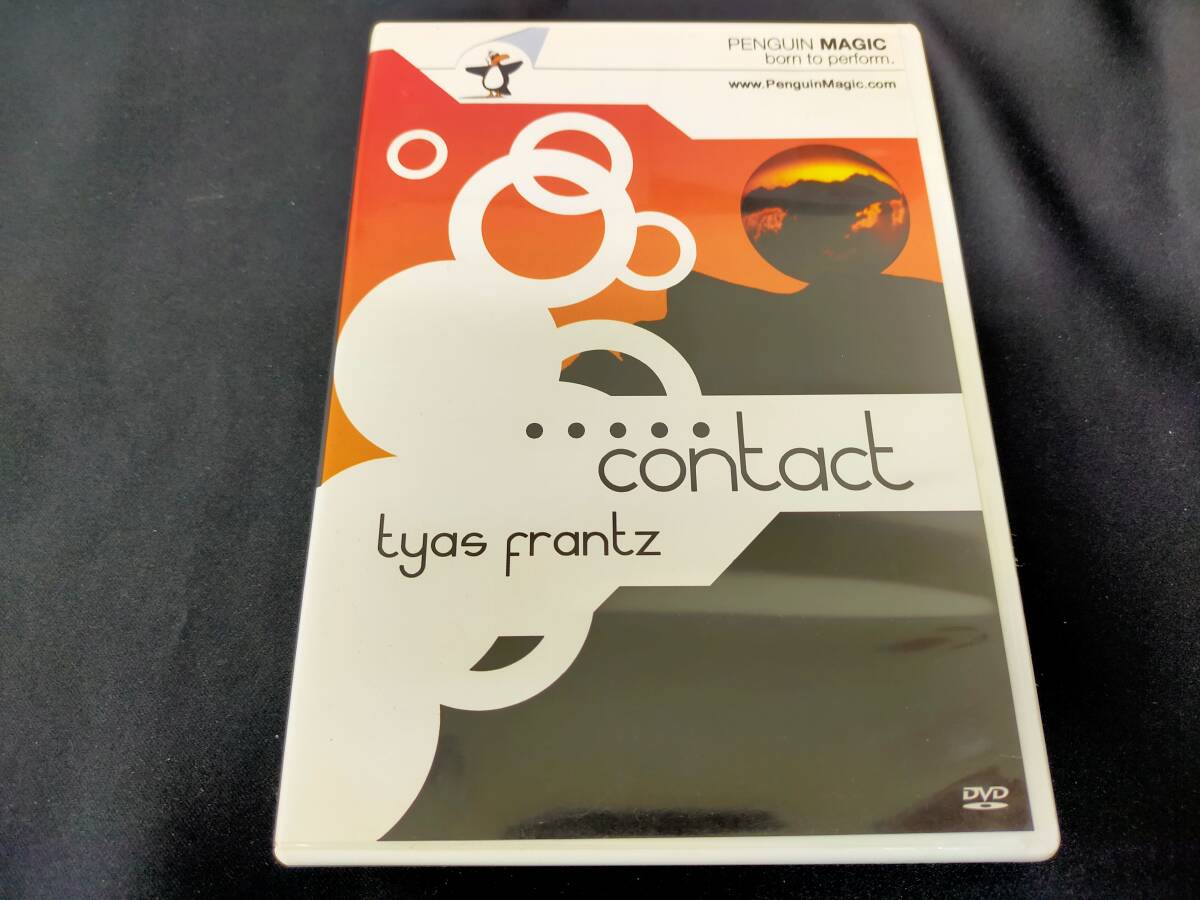 PENGUIN MAGIC
born to perform.
www.PenguinMagic.com
contact
tyas frantz
DVD